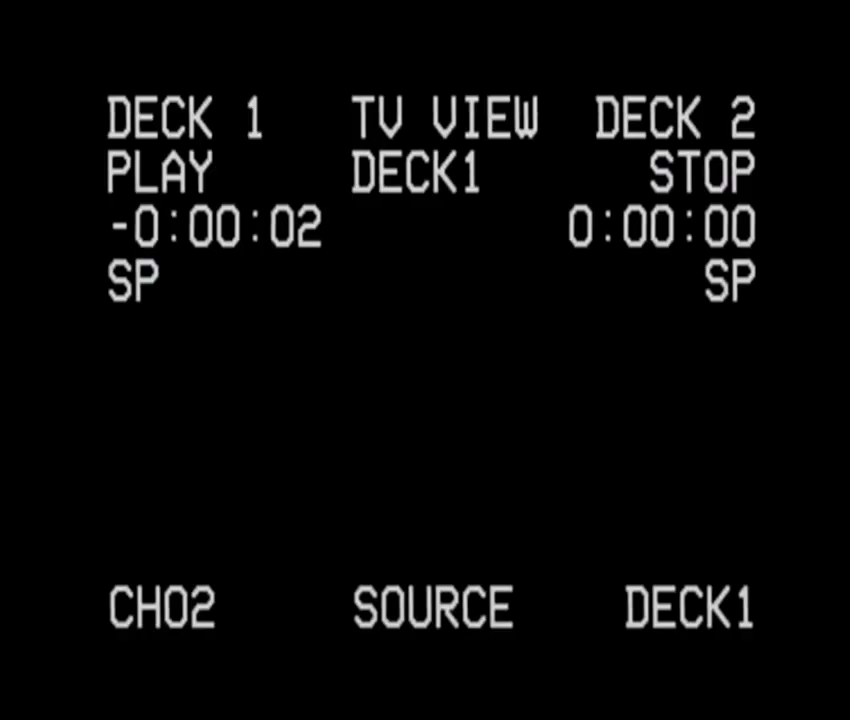 DECK 1 TV VIEW DECK 2
PLAY DECK1 STOP
-0:00:02 0:00:00
SP SP
CH02 SOURCE DECK1